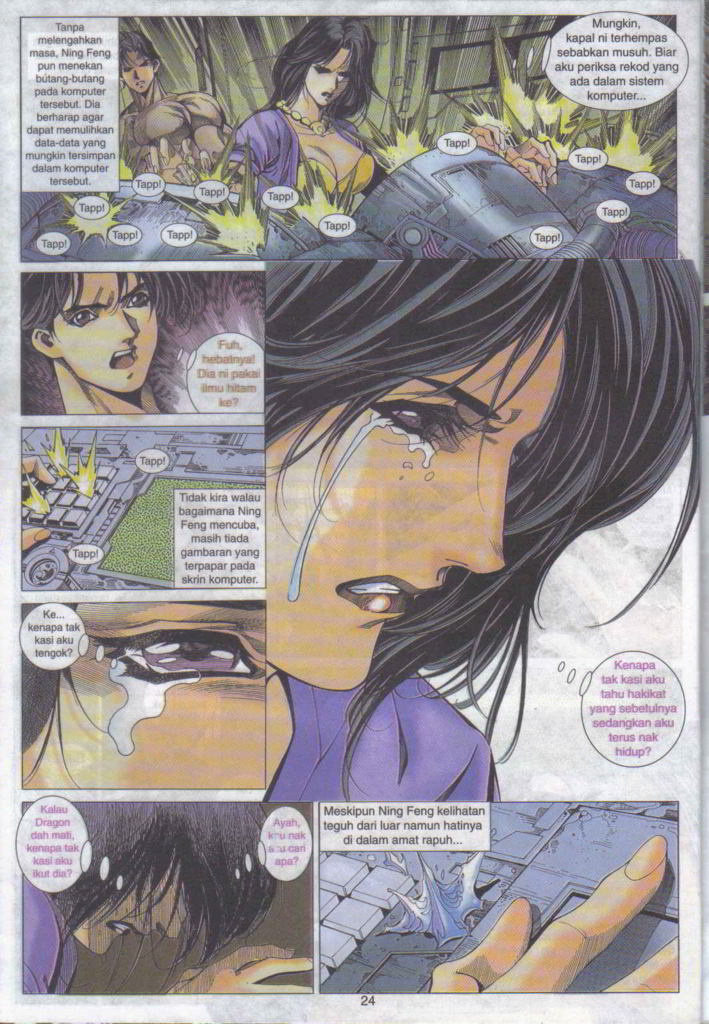 Tanpa
melengahkan
masa, Ning Feng
pun menekan
butang-butang
pada komputer
tersebut. Dia
berharap agar
dapat memulihkan
data-data yang
mungkin tersimpan
dalam komputer
tersebut.
Mungkin,
kapal ni terhempas
sebabkan musuh. Biar
aku periksa rekod yang
ada dalam sistem
komputer...
Tapp!
Tapp!
Tapp!
Tapp!
Tapp!
Tapp!
Tapp!
Tapp!
Tapp!
Tapp!
Tapp!
Tapp!
Tapp!
Fuh,
hebatnya!
Dia ni pakai
ilmu hitam
ke?
Tapp!
Tapp!
Tidak kira walau
bagaimana Ning
Feng mencuba,
masih tiada
gambaran yang
terpapar pada
skrin komputer.
Ke...
kenapa tak
kasi aku
tengok?
Kenapa
tak kasi aku
tahu hakikat
yang sebetulnya
sedangkan aku
terus nak
hidup?
Kalau
Dragon
dah mati,
kenapa tak
kasi aku
ikut dia?
Ayah,
nak
cari
apa?
Meskipun Ning Feng kelihatan
teguh dari luar namun hatinya
di dalam amat rapuh...
24